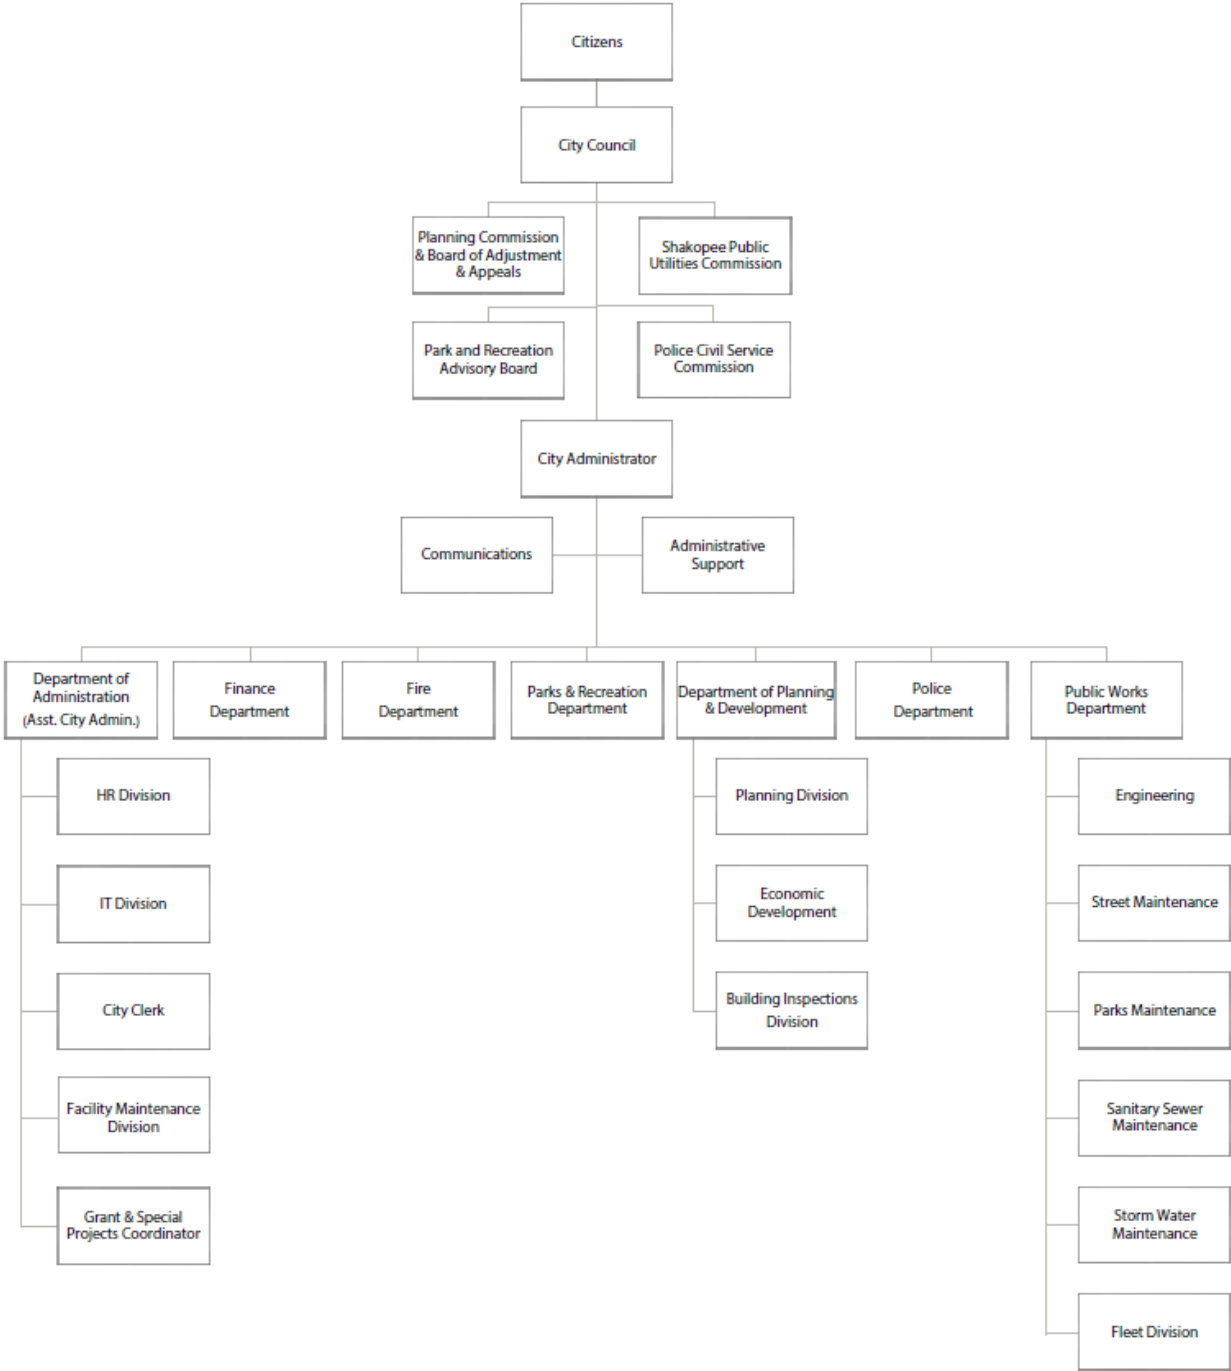 Citizens
City Council
Planning Commission
& Board of Adjustment
& Appeals
Shakopee Public
Utilities Commission
Park and Recreation
Advisory Board
Police Civil Service
Commission
City Administrator
Communications
Administrative
Support
Department of
Administration
(Asst. City Admin.)
Finance
Department
Fire
Department
Parks & Recreation
Department
Department of Planning
& Development
Police
Department
Public Works
Department
HR Division
IT Division
City Clerk
Facility Maintenance
Division
Grant & Special
Projects Coordinator
Planning Division
Economic
Development
Building Inspections
Division
Engineering
Street Maintenance
Parks Maintenance
Sanitary Sewer
Maintenance
Storm Water
Maintenance
Fleet Division